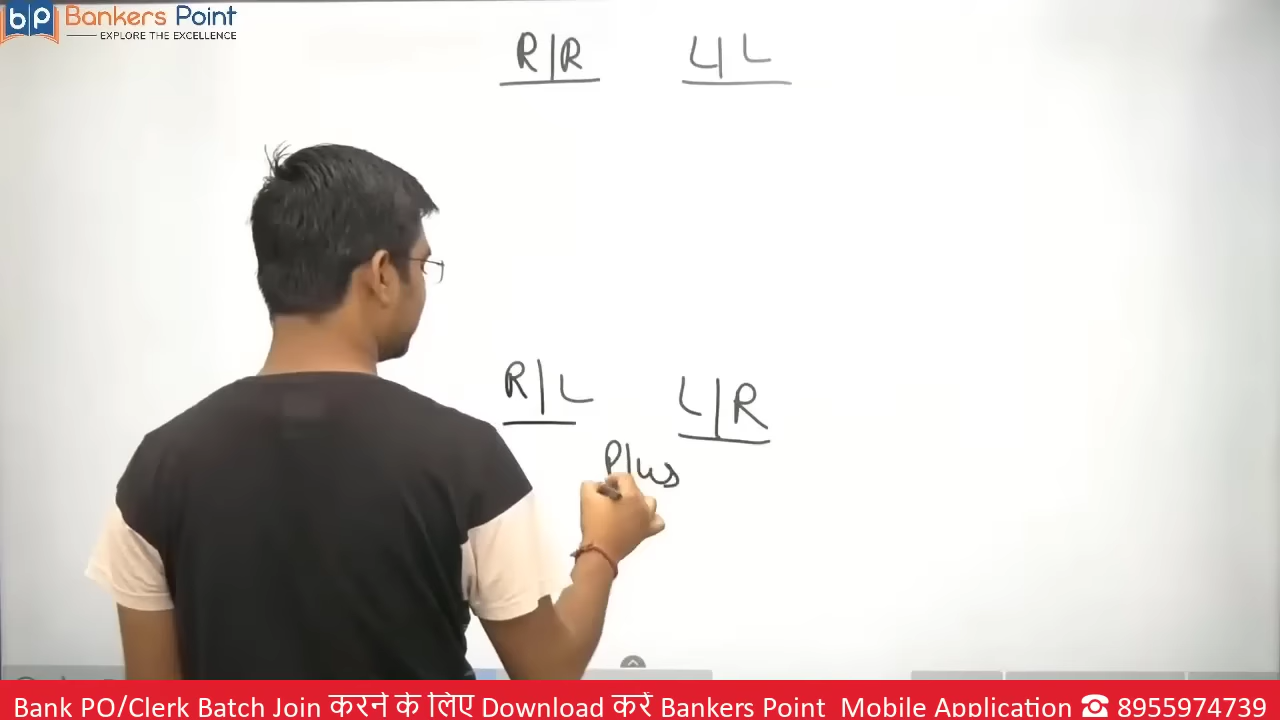 bp Bankers Point
EXPLORE THE EXCELLENCE
R|R L|L
R|L L|R
Plus
Bank PO/Clerk Batch Join करने के लिए Download करें Bankers Point Mobile Application ☎ 8955974739